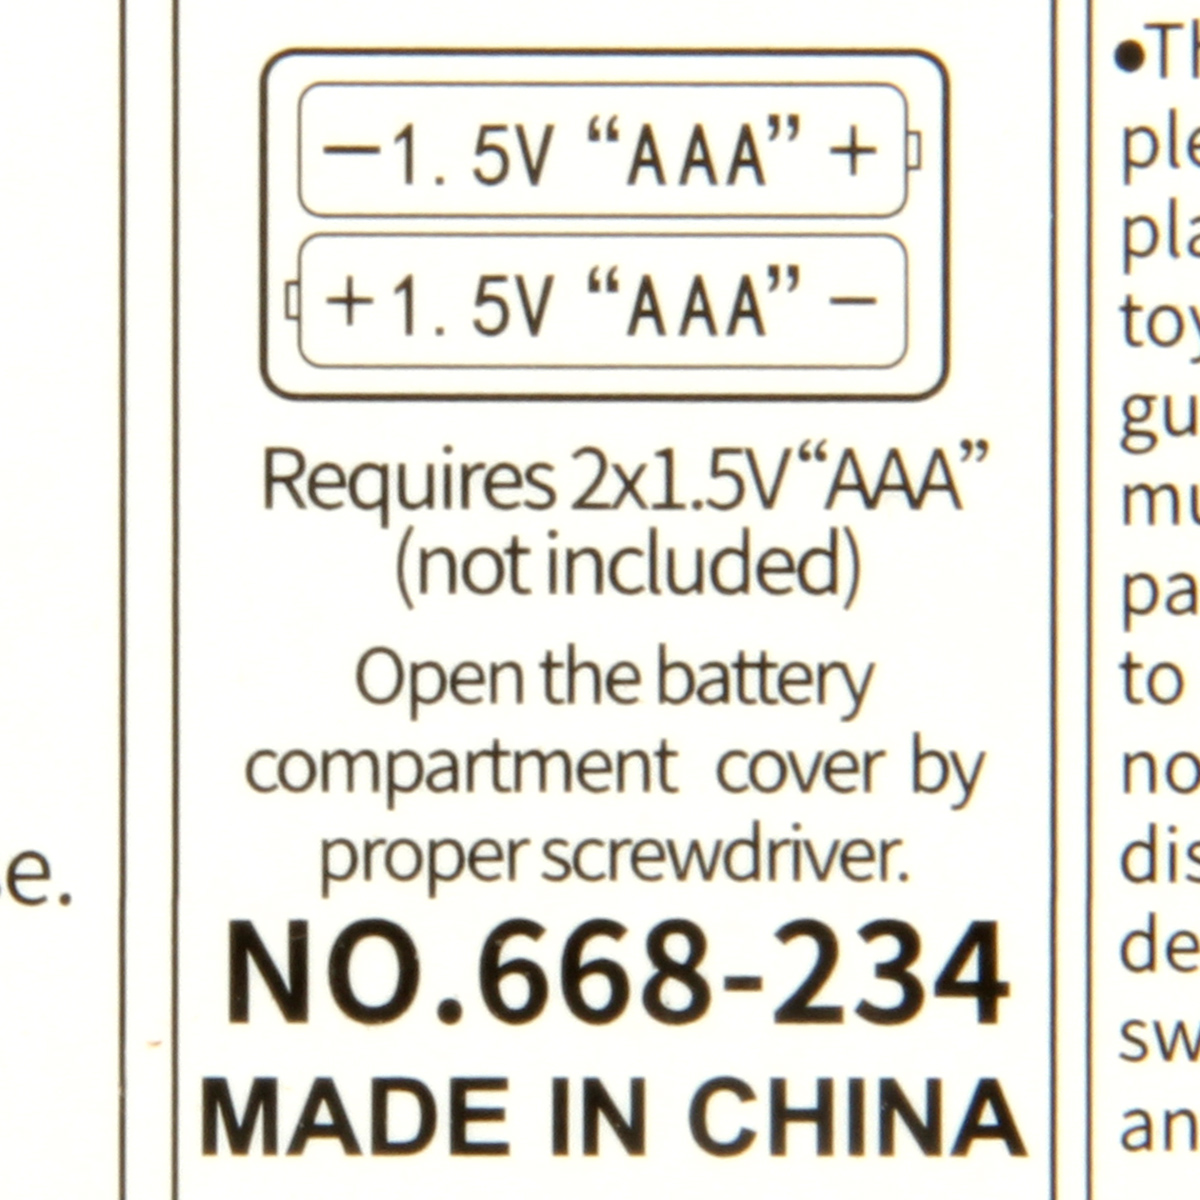 −1.5V “AAA” +
+1.5V “AAA” −
Requires 2x1.5V“AAA”
(not included)
Open the battery
compartment cover by
proper screwdriver.
NO.668-234
MADE IN CHINA
to